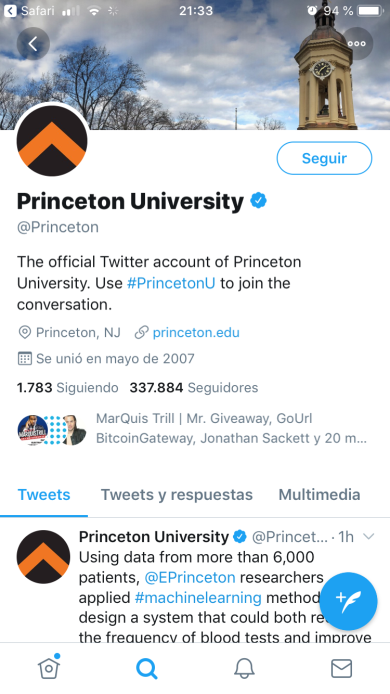 Safari 21:33 94 %
Seguir
Princeton University
@Princeton
The official Twitter account of Princeton
University. Use #PrincetonU to join the
conversation.
Princeton, NJ princeton.edu
Se unió en mayo de 2007
1.783 Siguiendo 337.884 Seguidores
MarQuis Trill | Mr. Giveaway, GoUrl
BitcoinGateway, Jonathan Sackett y 20 m...
Tweets Tweets y respuestas Multimedia
Princeton University @Princet... · 1h
Using data from more than 6,000
patients, @EPrinceton researchers
applied #machinelearning method
design a system that could both re
the frequency of blood tests and improve